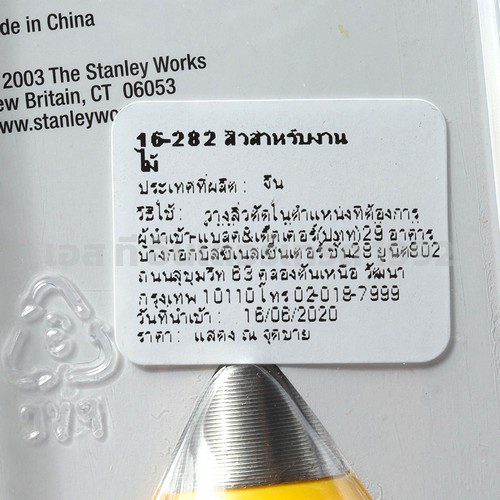 de in China
2003 The Stanley Works
ew Britain, CT 06053
www.stanleywo
16-282 สิ่วสำหรับงาน
ไม้
ประเทศที่ผลิต : จีน
วิธีใช้ : วางสิ่วตัดในตำแหน่งที่ต้องการ
ผู้นำเข้า-แบล็ค&เด็คเตอร์(ปทท)29 อาคาร
บางกอกบิสซิเนสเซ็นเตอร์ ชั้น29 ยูนิต902
ถนนสุขุมวิท 63 คลองตันเหนือ วัฒนา
กรุงเทพ 10110 โทร 02-018-7999
วันที่นำเข้า : 16/06/2020
ราคา : แสดง ณ จุดขาย